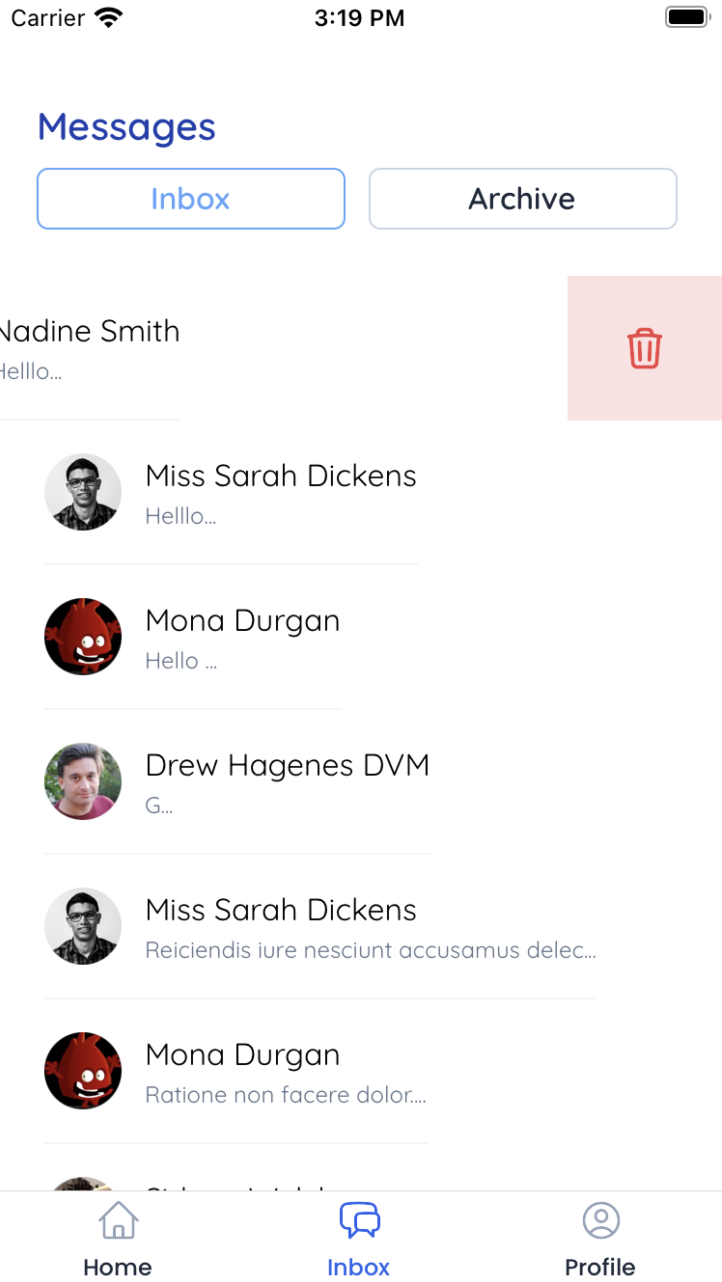 Carrier
3:19 PM
Messages
Inbox
Archive
Nadine Smith
Helllo...
Miss Sarah Dickens
Helllo...
Mona Durgan
Hello ...
Drew Hagenes DVM
G...
Miss Sarah Dickens
Reiciendis iure nesciunt accusamus delec...
Mona Durgan
Ratione non facere dolor....
Home
Inbox
Profile